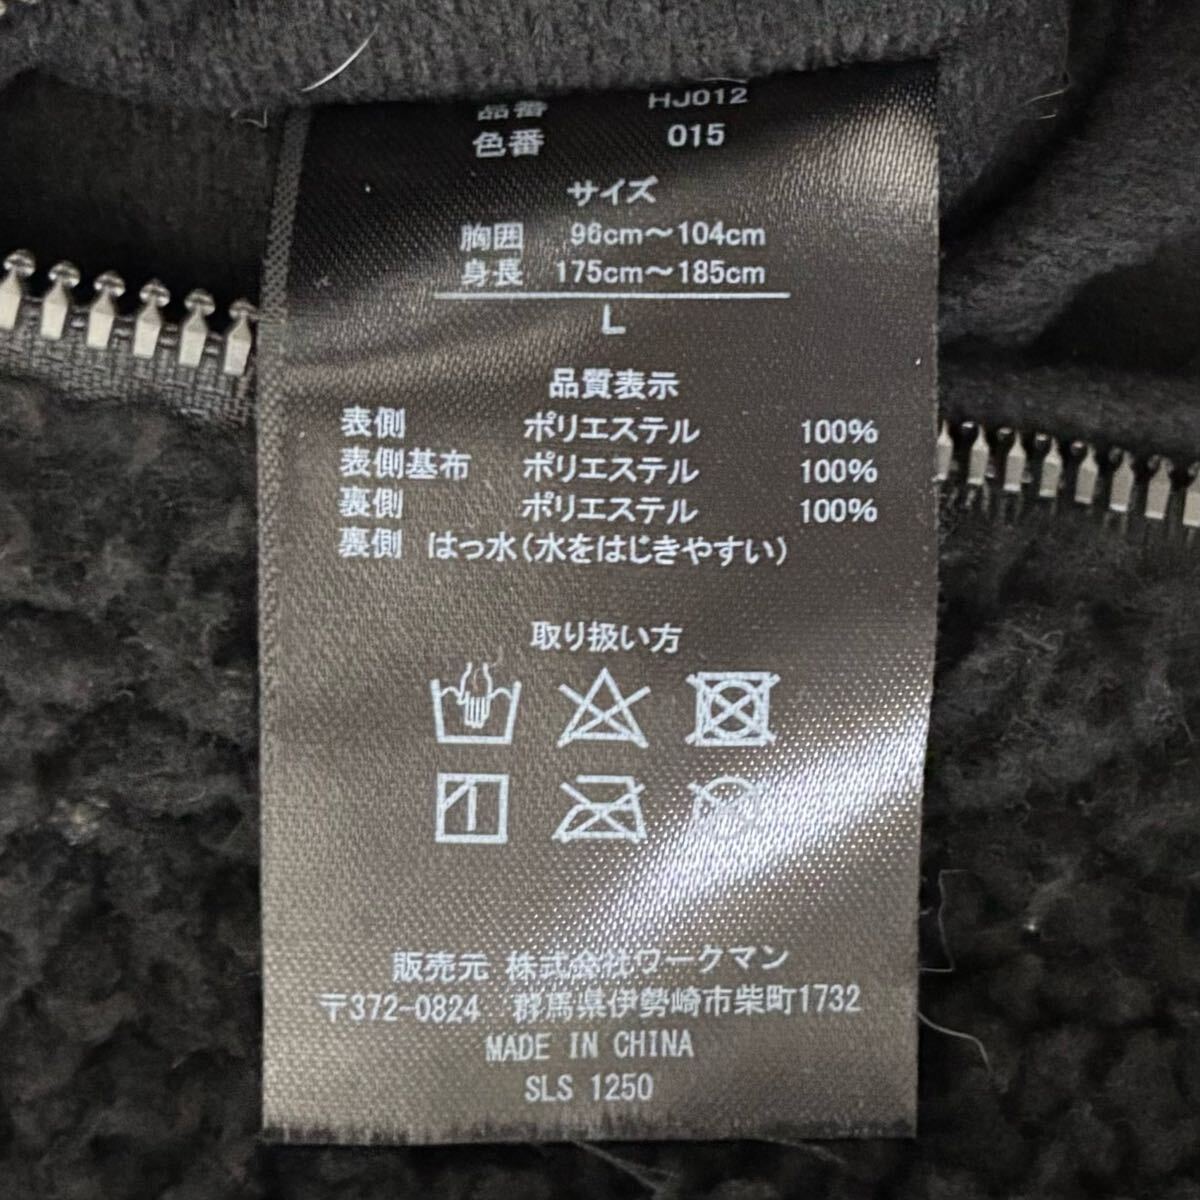 品番 HJ012
色番 015
サイズ
胸囲 96cm～104cm
身長 175cm～185cm
L
品質表示
表側 ポリエステル 100%
表側基布 ポリエステル 100%
裏側 ポリエステル 100%
裏側 はっ水(水をはじきやすい)
取り扱い方
販売元 株式会社ワークマン
〒372-0824 群馬県伊勢崎市柴町1732
MADE IN CHINA
SLS 1250